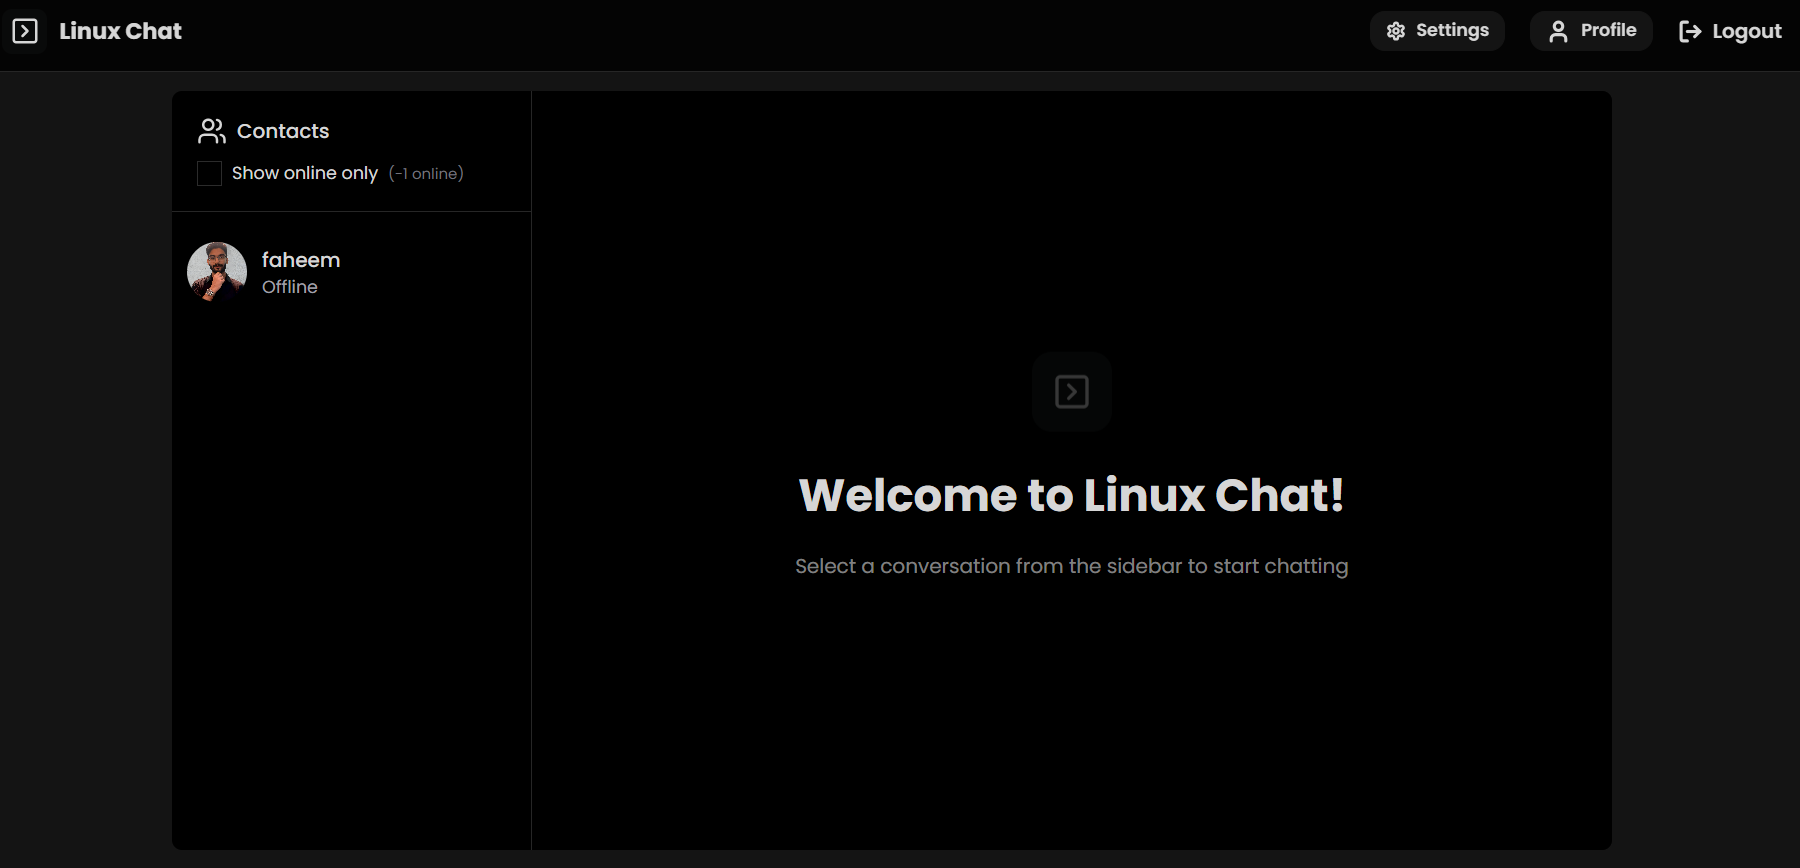 Linux Chat
Settings
Profile
Logout
Contacts
Show online only (-1 online)
faheem
Offline
Welcome to Linux Chat!
Select a conversation from the sidebar to start chatting